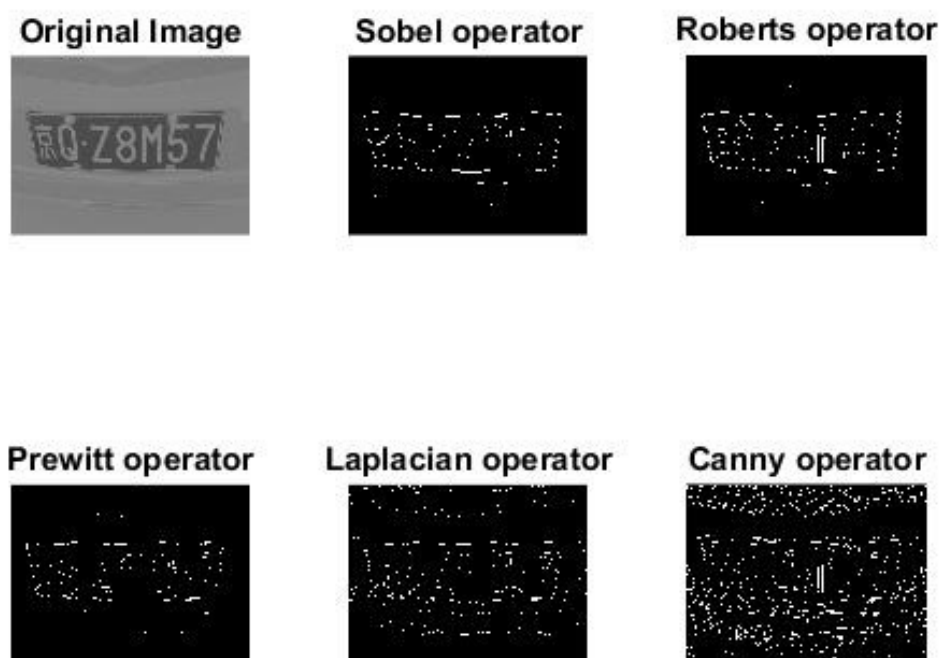 Original Image
Sobel operator
Roberts operator
京Q·Z8M57
Prewitt operator
Laplacian operator
Canny operator